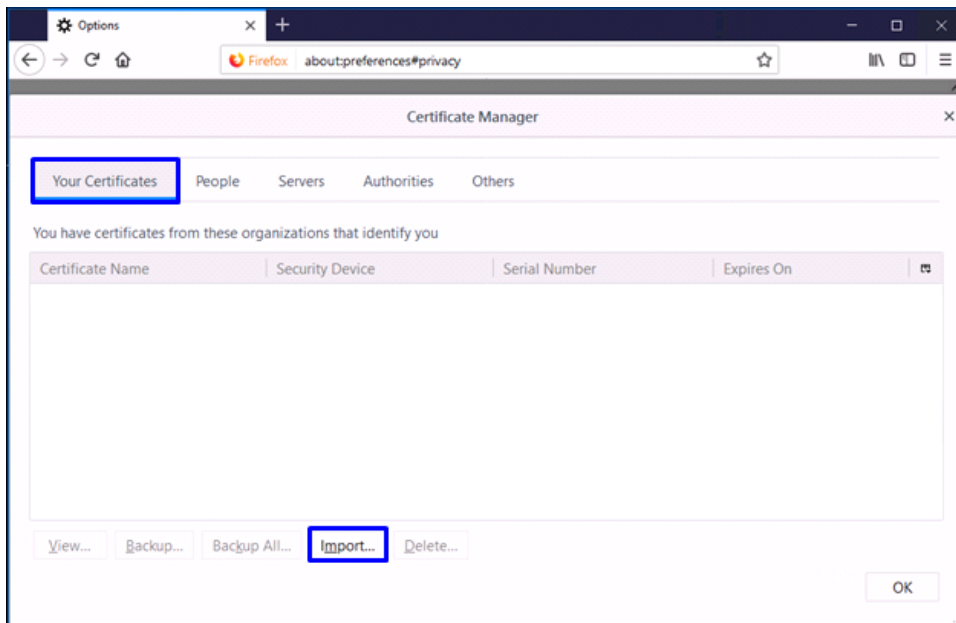 Options
Firefox about:preferences#privacy
Certificate Manager
Your Certificates People Servers Authorities Others
You have certificates from these organizations that identify you
Certificate Name Security Device Serial Number Expires On
View... Backup... Backup All... Import... Delete...
OK